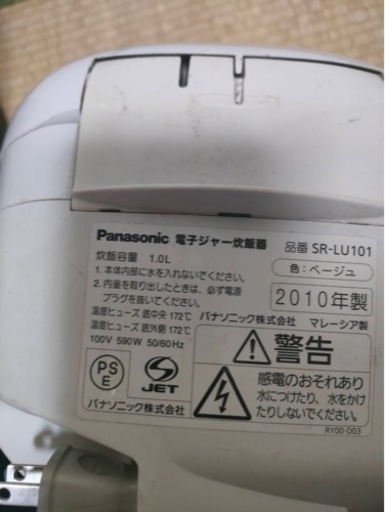 Panasonic 電子ジャー炊飯器 品番 SR-LU101
炊飯容量 1.0L
色：ベージュ
1. 本体内部に水を入れないでください。
2. 内釜を取り出したときは、必ず電源
プラグを抜いてください。
2010年製
温度ヒューズ 底中央 172℃
パナソニック株式会社 マレーシア製
温度ヒューズ 底外側 172℃
100V 590W 50/60Hz
警告
PS
E
JET
感電のおそれあり
水につけたり、水をかけ
たりしないでください。
パナソニック株式会社
RY00-D03